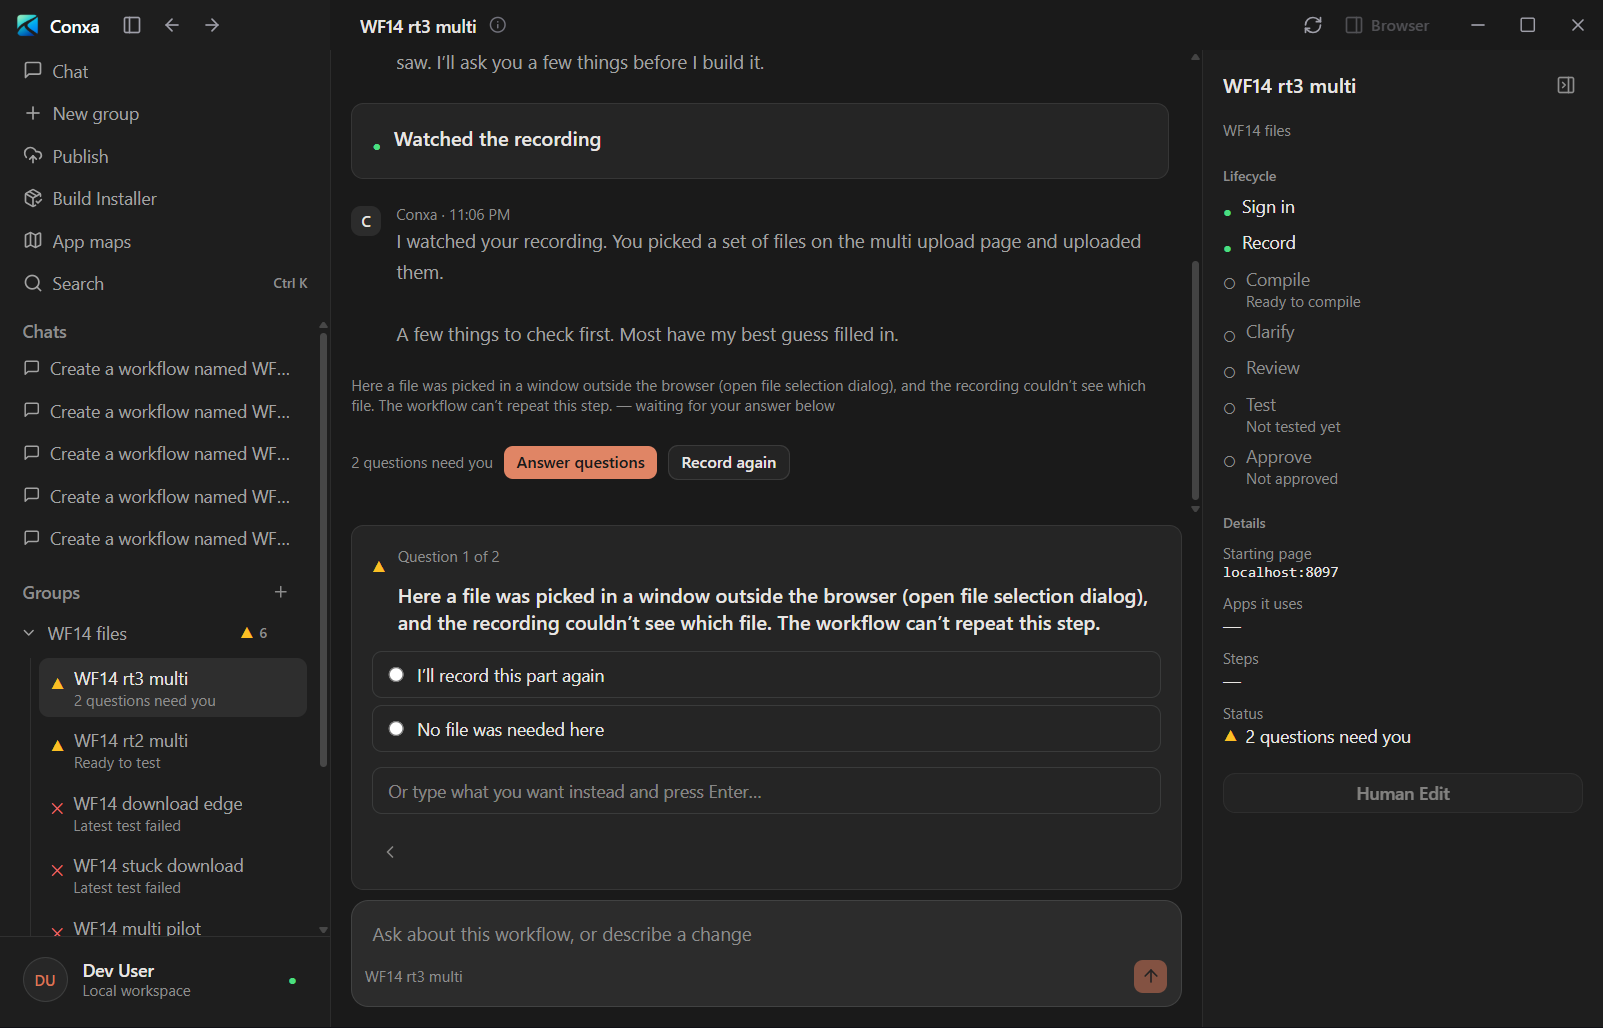 Conxa
Chat
New group
Publish
Build Installer
App maps
Search
Ctrl K
Chats
Create a workflow named WF...
Create a workflow named WF...
Create a workflow named WF...
Create a workflow named WF...
Create a workflow named WF...
Groups
WF14 files
6
WF14 rt3 multi
2 questions need you
WF14 rt2 multi
Ready to test
WF14 download edge
Latest test failed
WF14 stuck download
Latest test failed
WF14 multi pilot
DU
Dev User
Local workspace
WF14 rt3 multi
Browser
saw. I’ll ask you a few things before I build it.
Watched the recording
C
Conxa · 11:06 PM
I watched your recording. You picked a set of files on the multi upload page and uploaded
them.
A few things to check first. Most have my best guess filled in.
Here a file was picked in a window outside the browser (open file selection dialog), and the recording couldn’t see which
file. The workflow can’t repeat this step. — waiting for your answer below
2 questions need you
Answer questions
Record again
Question 1 of 2
Here a file was picked in a window outside the browser (open file selection dialog),
and the recording couldn’t see which file. The workflow can’t repeat this step.
I’ll record this part again
No file was needed here
Or type what you want instead and press Enter...
Ask about this workflow, or describe a change
WF14 rt3 multi
WF14 rt3 multi
WF14 files
Lifecycle
Sign in
Record
Compile
Ready to compile
Clarify
Review
Test
Not tested yet
Approve
Not approved
Details
Starting page
localhost:8097
Apps it uses
—
Steps
—
Status
2 questions need you
Human Edit